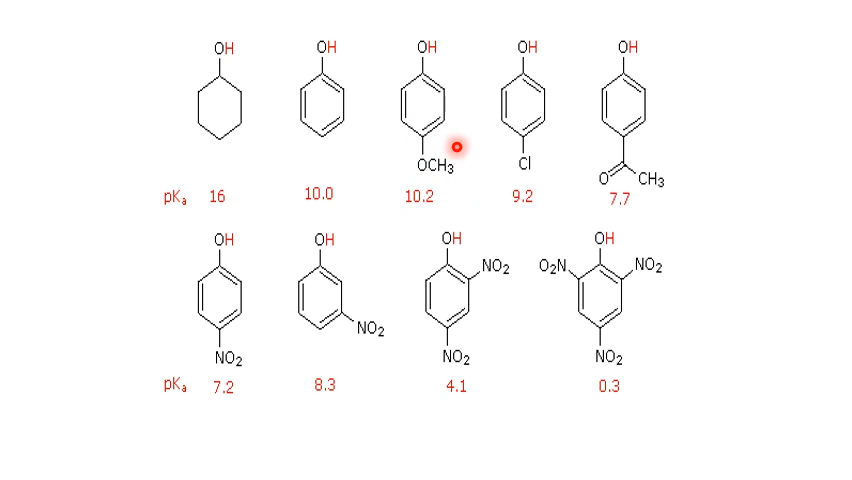 OH OH OH OH OH
OCH₃ Cl O CH₃
pKₐ 16 10.0 10.2 9.2 7.7
OH OH OH OH
NO₂ O₂N NO₂
NO₂ NO₂ NO₂ NO₂
pKₐ 7.2 8.3 4.1 0.3